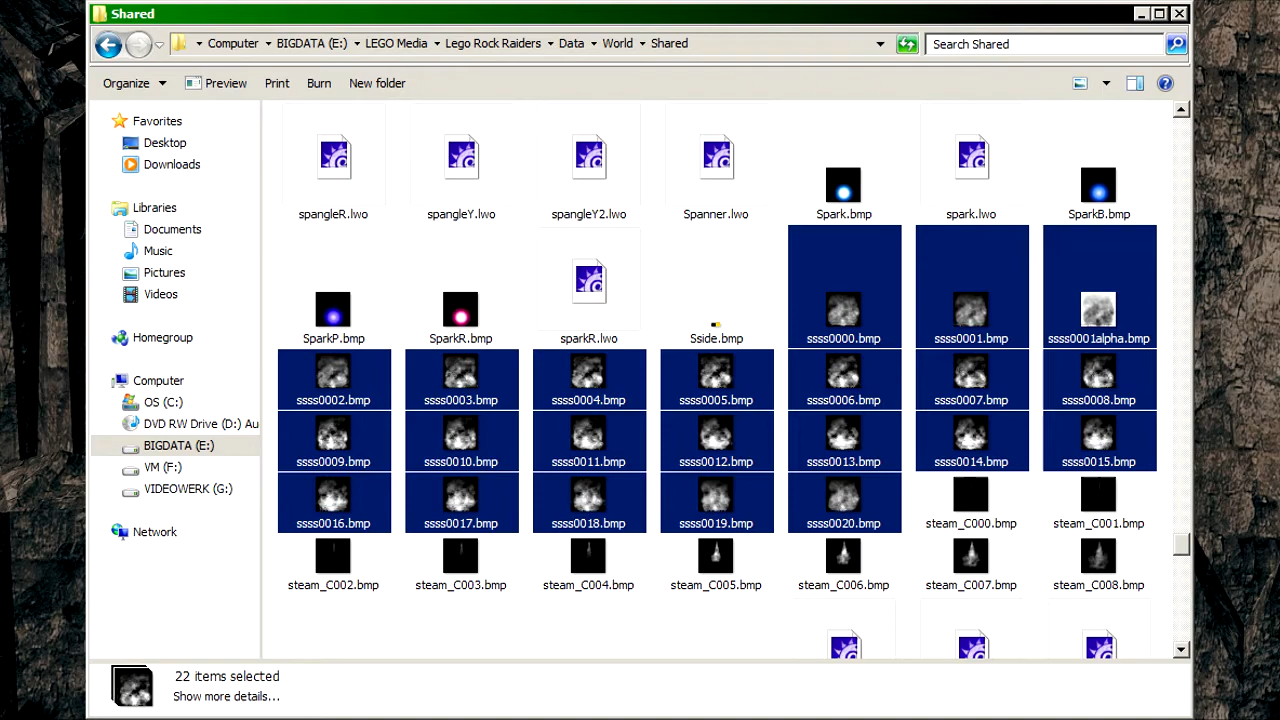 Shared
Computer BIGDATA (E:) LEGO Media Lego Rock Raiders Data World Shared Search Shared
Organize Preview Print Burn New folder
Favorites
Desktop
Downloads
Libraries
Documents
Music
Pictures
Videos
Homegroup
Computer
OS (C:)
DVD RW Drive (D:) Au
BIGDATA (E:)
VM (F:)
VIDEOWERK (G:)
Network
spangleR.lwo spangleY.lwo spangleY2.lwo Spanner.lwo Spark.bmp spark.lwo SparkB.bmp
SparkP.bmp SparkR.bmp sparkR.lwo Sside.bmp ssss0000.bmp ssss0001.bmp ssss0001alpha.bmp
ssss0002.bmp ssss0003.bmp ssss0004.bmp ssss0005.bmp ssss0006.bmp ssss0007.bmp ssss0008.bmp
ssss0009.bmp ssss0010.bmp ssss0011.bmp ssss0012.bmp ssss0013.bmp ssss0014.bmp ssss0015.bmp
ssss0016.bmp ssss0017.bmp ssss0018.bmp ssss0019.bmp ssss0020.bmp steam_C000.bmp steam_C001.bmp
steam_C002.bmp steam_C003.bmp steam_C004.bmp steam_C005.bmp steam_C006.bmp steam_C007.bmp steam_C008.bmp
22 items selected
Show more details...